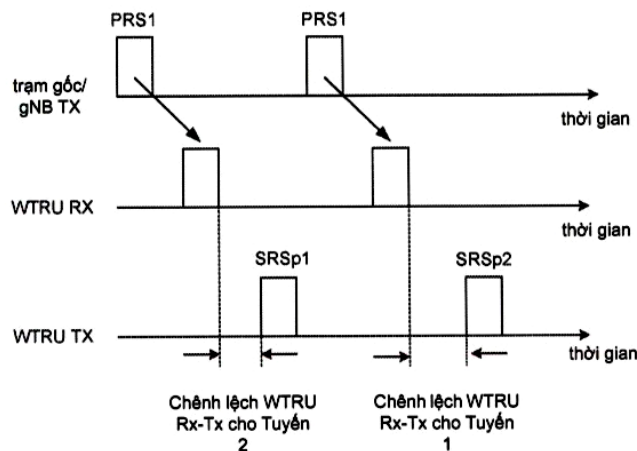 PRS1
PRS1
trạm gốc/
gNB TX
thời gian
WTRU RX
thời gian
SRSp1
SRSp2
WTRU TX
thời gian
Chênh lệch WTRU
Rx-Tx cho Tuyến
2
Chênh lệch WTRU
Rx-Tx cho Tuyến
1